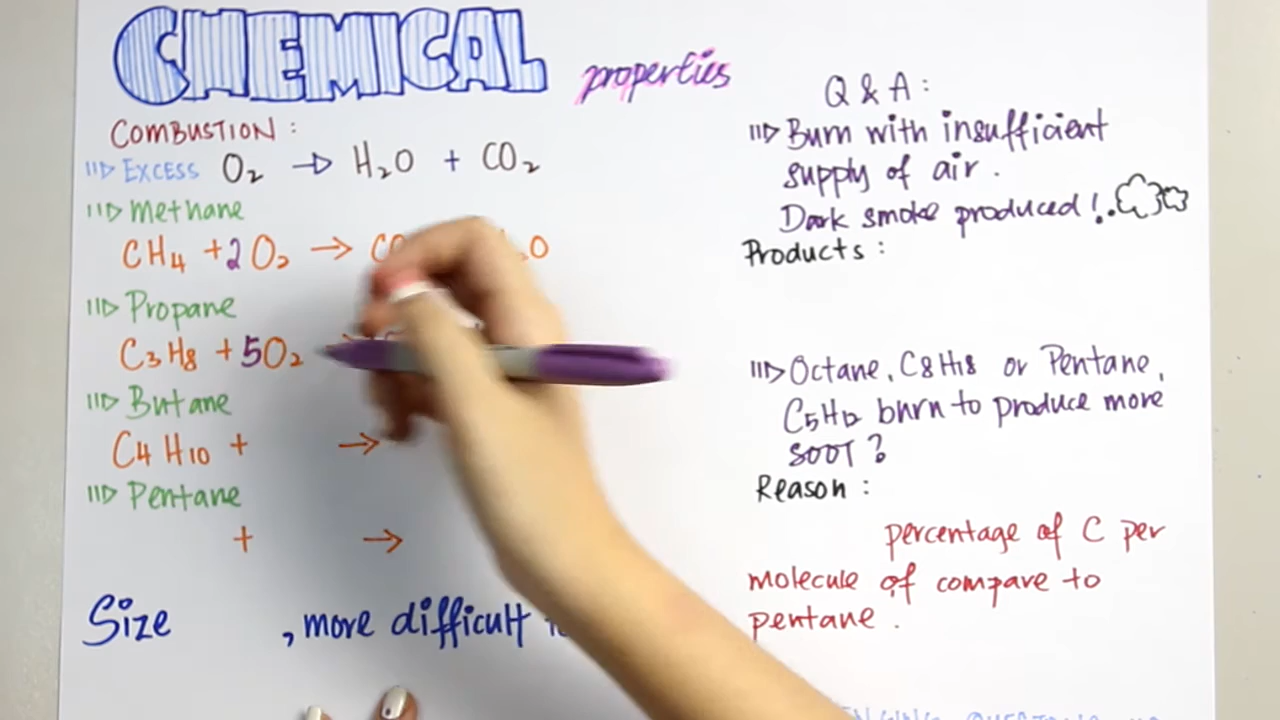 CHEMICAL properties
COMBUSTION :
EXCESS O₂ → H₂O + CO₂
Methane
CH₄ + 2O₂ → O
Propane
C₃H₈ + 5O₂
Butane
C₄H₁₀ + →
Pentane
+ →
Size , more difficult
Q & A :
Burn with insufficient
supply of air .
Dark smoke produced !
Products :
Octane, C₈H₁₈ or Pentane,
C₅H₁₂ burn to produce more
SOOT ?
Reason :
percentage of C per
molecule of compare to
pentane .